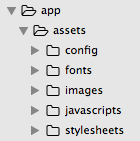 app
assets
config
fonts
images
javascripts
stylesheets